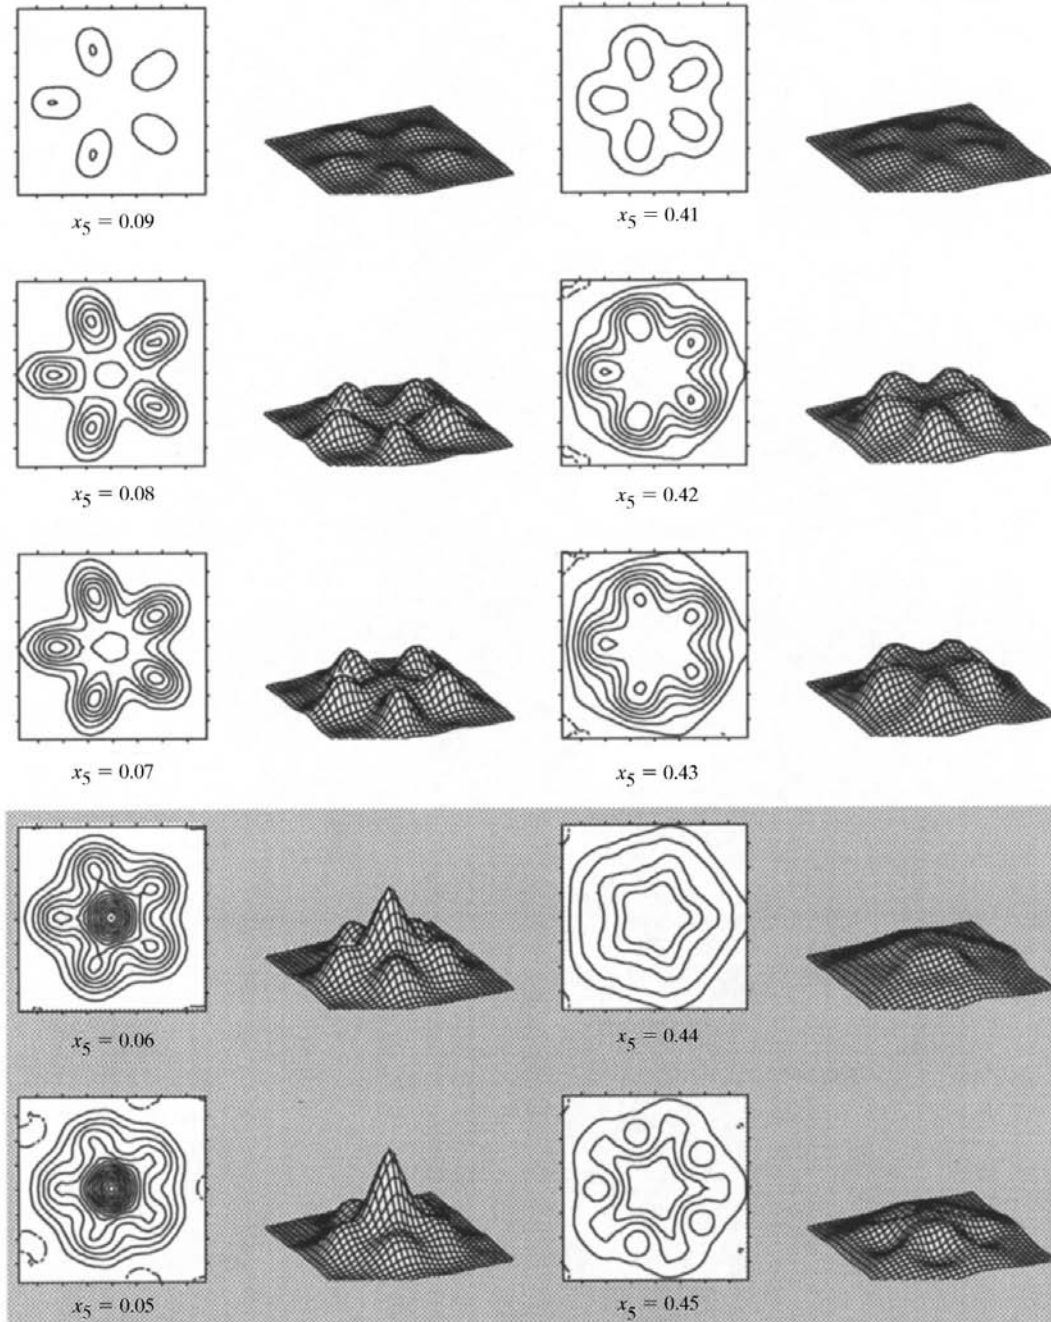 x₅ = 0.09
x₅ = 0.41
x₅ = 0.08
x₅ = 0.42
x₅ = 0.07
x₅ = 0.43
x₅ = 0.06
x₅ = 0.44
x₅ = 0.05
x₅ = 0.45